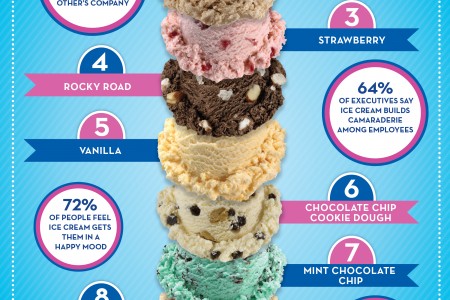 OTHER'S COMPANY
3
STRAWBERRY
4
ROCKY ROAD
64%
OF EXECUTIVES SAY
ICE CREAM BUILDS
CAMARADERIE
AMONG EMPLOYEES
5
VANILLA
6
CHOCOLATE CHIP
COOKIE DOUGH
72%
OF PEOPLE FEEL
ICE CREAM GETS
THEM IN A
HAPPY MOOD
7
MINT CHOCOLATE
CHIP
8